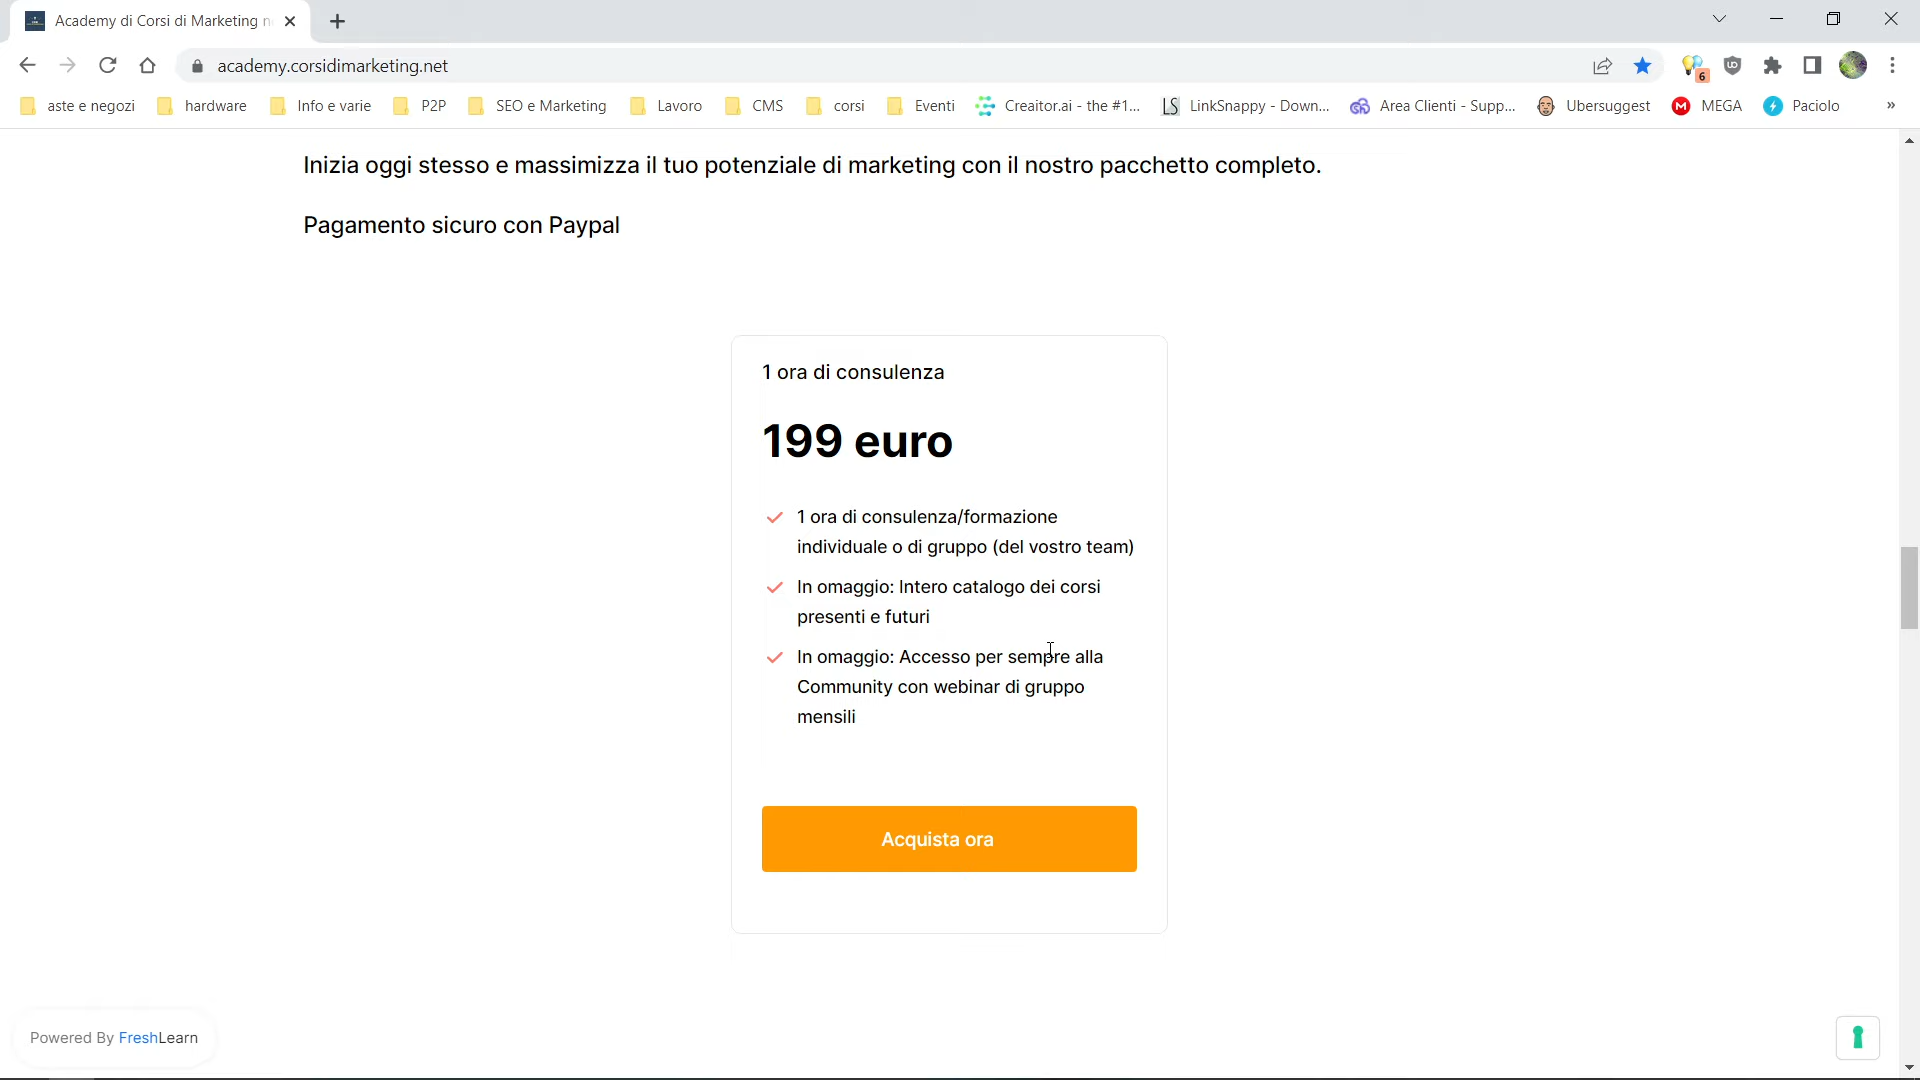 Academy di Corsi di Marketing n
academy.corsidimarketing.net
6
aste e negozi
hardware
Info e varie
P2P
SEO e Marketing
Lavoro
CMS
corsi
Eventi
Creaitor.ai - the #1...
LS
LinkSnappy - Down...
Area Clienti - Supp...
Ubersuggest
M
MEGA
Paciolo
»
Inizia oggi stesso e massimizza il tuo potenziale di marketing con il nostro pacchetto completo.
Pagamento sicuro con Paypal
1 ora di consulenza
199 euro
1 ora di consulenza/formazione
individuale o di gruppo (del vostro team)
In omaggio: Intero catalogo dei corsi
presenti e futuri
In omaggio: Accesso per sempre alla
Community con webinar di gruppo
mensili
Acquista ora
Powered By FreshLearn